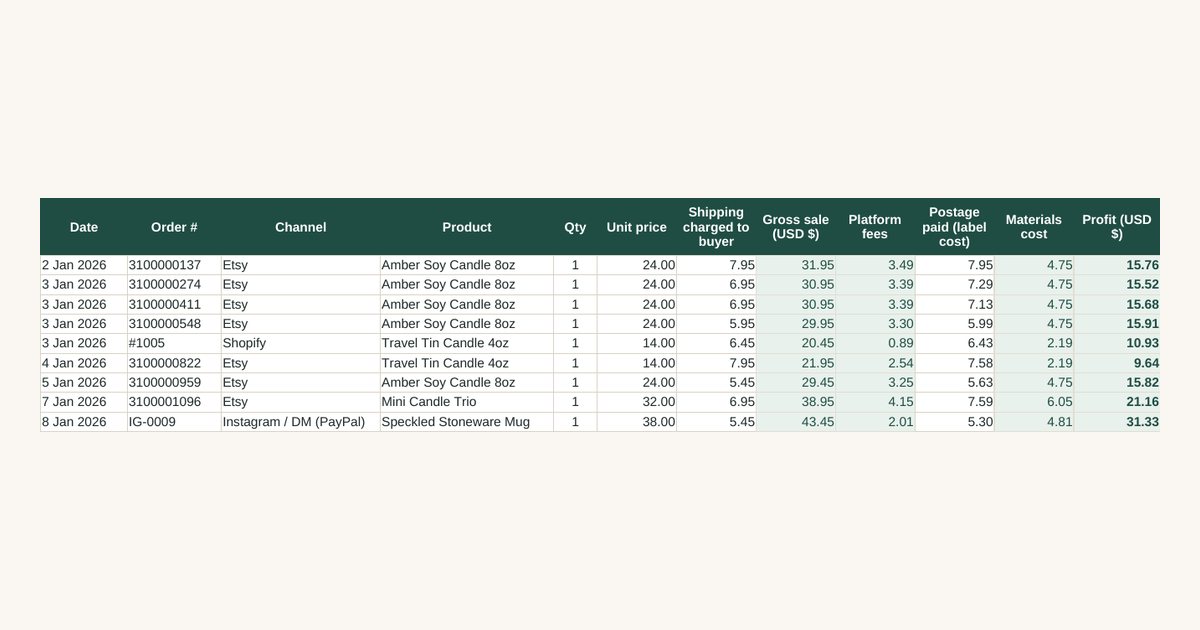 Date Order # Channel Product Qty Unit price Shipping charged to buyer Gross sale (USD $) Platform fees Postage paid (label cost) Materials cost Profit (USD $)
2 Jan 2026 3100000137 Etsy Amber Soy Candle 8oz 1 24.00 7.95 31.95 3.49 7.95 4.75 15.76
3 Jan 2026 3100000274 Etsy Amber Soy Candle 8oz 1 24.00 6.95 30.95 3.39 7.29 4.75 15.52
3 Jan 2026 3100000411 Etsy Amber Soy Candle 8oz 1 24.00 6.95 30.95 3.39 7.13 4.75 15.68
3 Jan 2026 3100000548 Etsy Amber Soy Candle 8oz 1 24.00 5.95 29.95 3.30 5.99 4.75 15.91
3 Jan 2026 #1005 Shopify Travel Tin Candle 4oz 1 14.00 6.45 20.45 0.89 6.43 2.19 10.93
4 Jan 2026 3100000822 Etsy Travel Tin Candle 4oz 1 14.00 7.95 21.95 2.54 7.58 2.19 9.64
5 Jan 2026 3100000959 Etsy Amber Soy Candle 8oz 1 24.00 5.45 29.45 3.25 5.63 4.75 15.82
7 Jan 2026 3100001096 Etsy Mini Candle Trio 1 32.00 6.95 38.95 4.15 7.59 6.05 21.16
8 Jan 2026 IG-0009 Instagram / DM (PayPal) Speckled Stoneware Mug 1 38.00 5.45 43.45 2.01 5.30 4.81 31.33